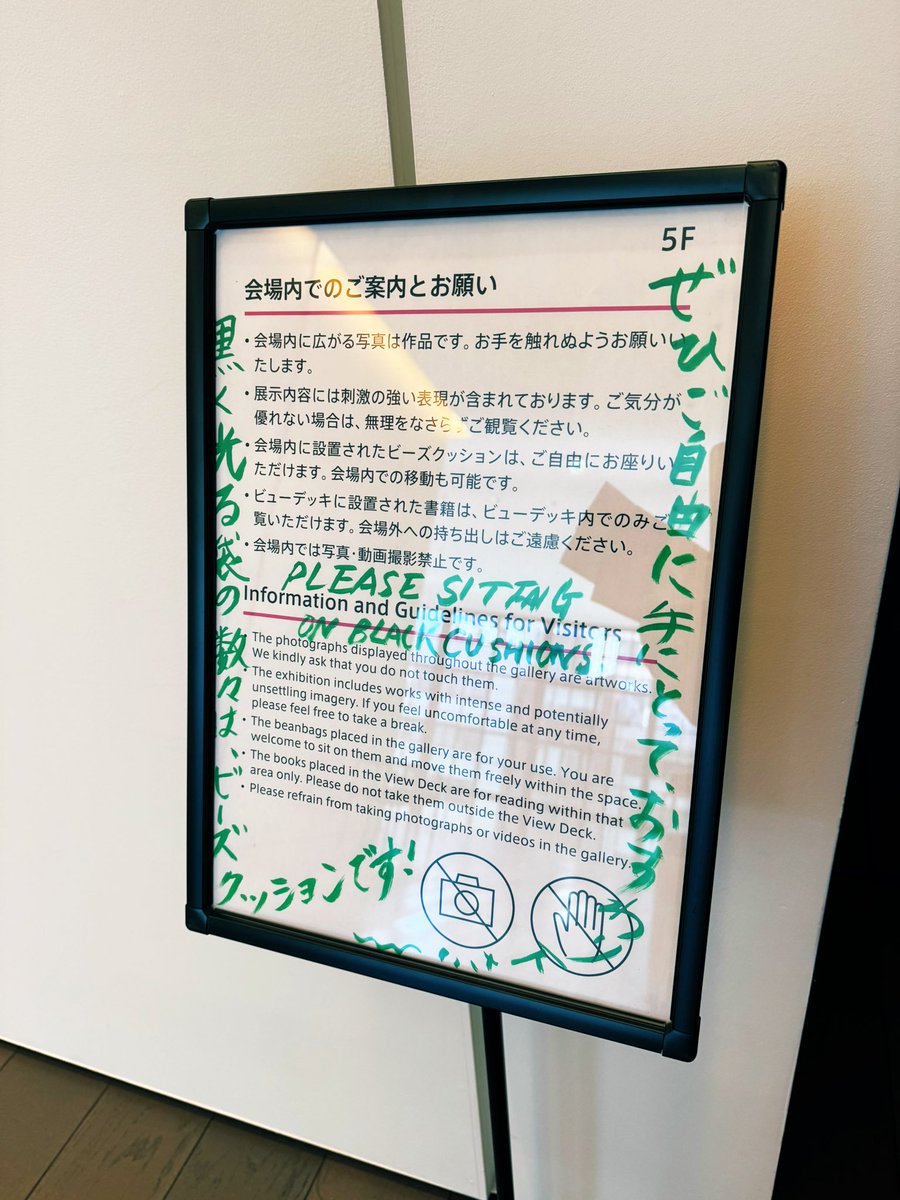 5F
会場内でのご案内とお願い
・会場内に広がる写真は作品です。お手を触れぬようお願いい
たします。
・展示内容には刺激の強い表現が含まれております。ご気分が
優れない場合は、無理をなさらずご観覧ください。
・会場内に設置されたビーズクッションは、ご自由にお座りい
ただけます。会場内での移動も可能です。
・ビューデッキに設置された書籍は、ビューデッキ内でのみご
覧いただけます。会場外への持ち出しはご遠慮ください。
・会場内では写真・動画撮影禁止です。
PLEASE SITTING
ON BLACK CUSHIONS!
Information and Guidelines for Visitors
• The photographs displayed throughout the gallery are artworks.
We kindly ask that you do not touch them.
• The exhibition includes works with intense and potentially
unsettling imagery. If you feel uncomfortable at any time,
please feel free to take a break.
• The beanbags placed in the gallery are for your use. You are
welcome to sit on them and move them freely within the space.
• The books placed in the View Deck are for reading within that
area only. Please do not take them outside the View Deck.
• Please refrain from taking photographs or videos in the gallery.
黒く光る袋の数々は、ビーズ
クッションです!
ぜひご自由に手にとって、